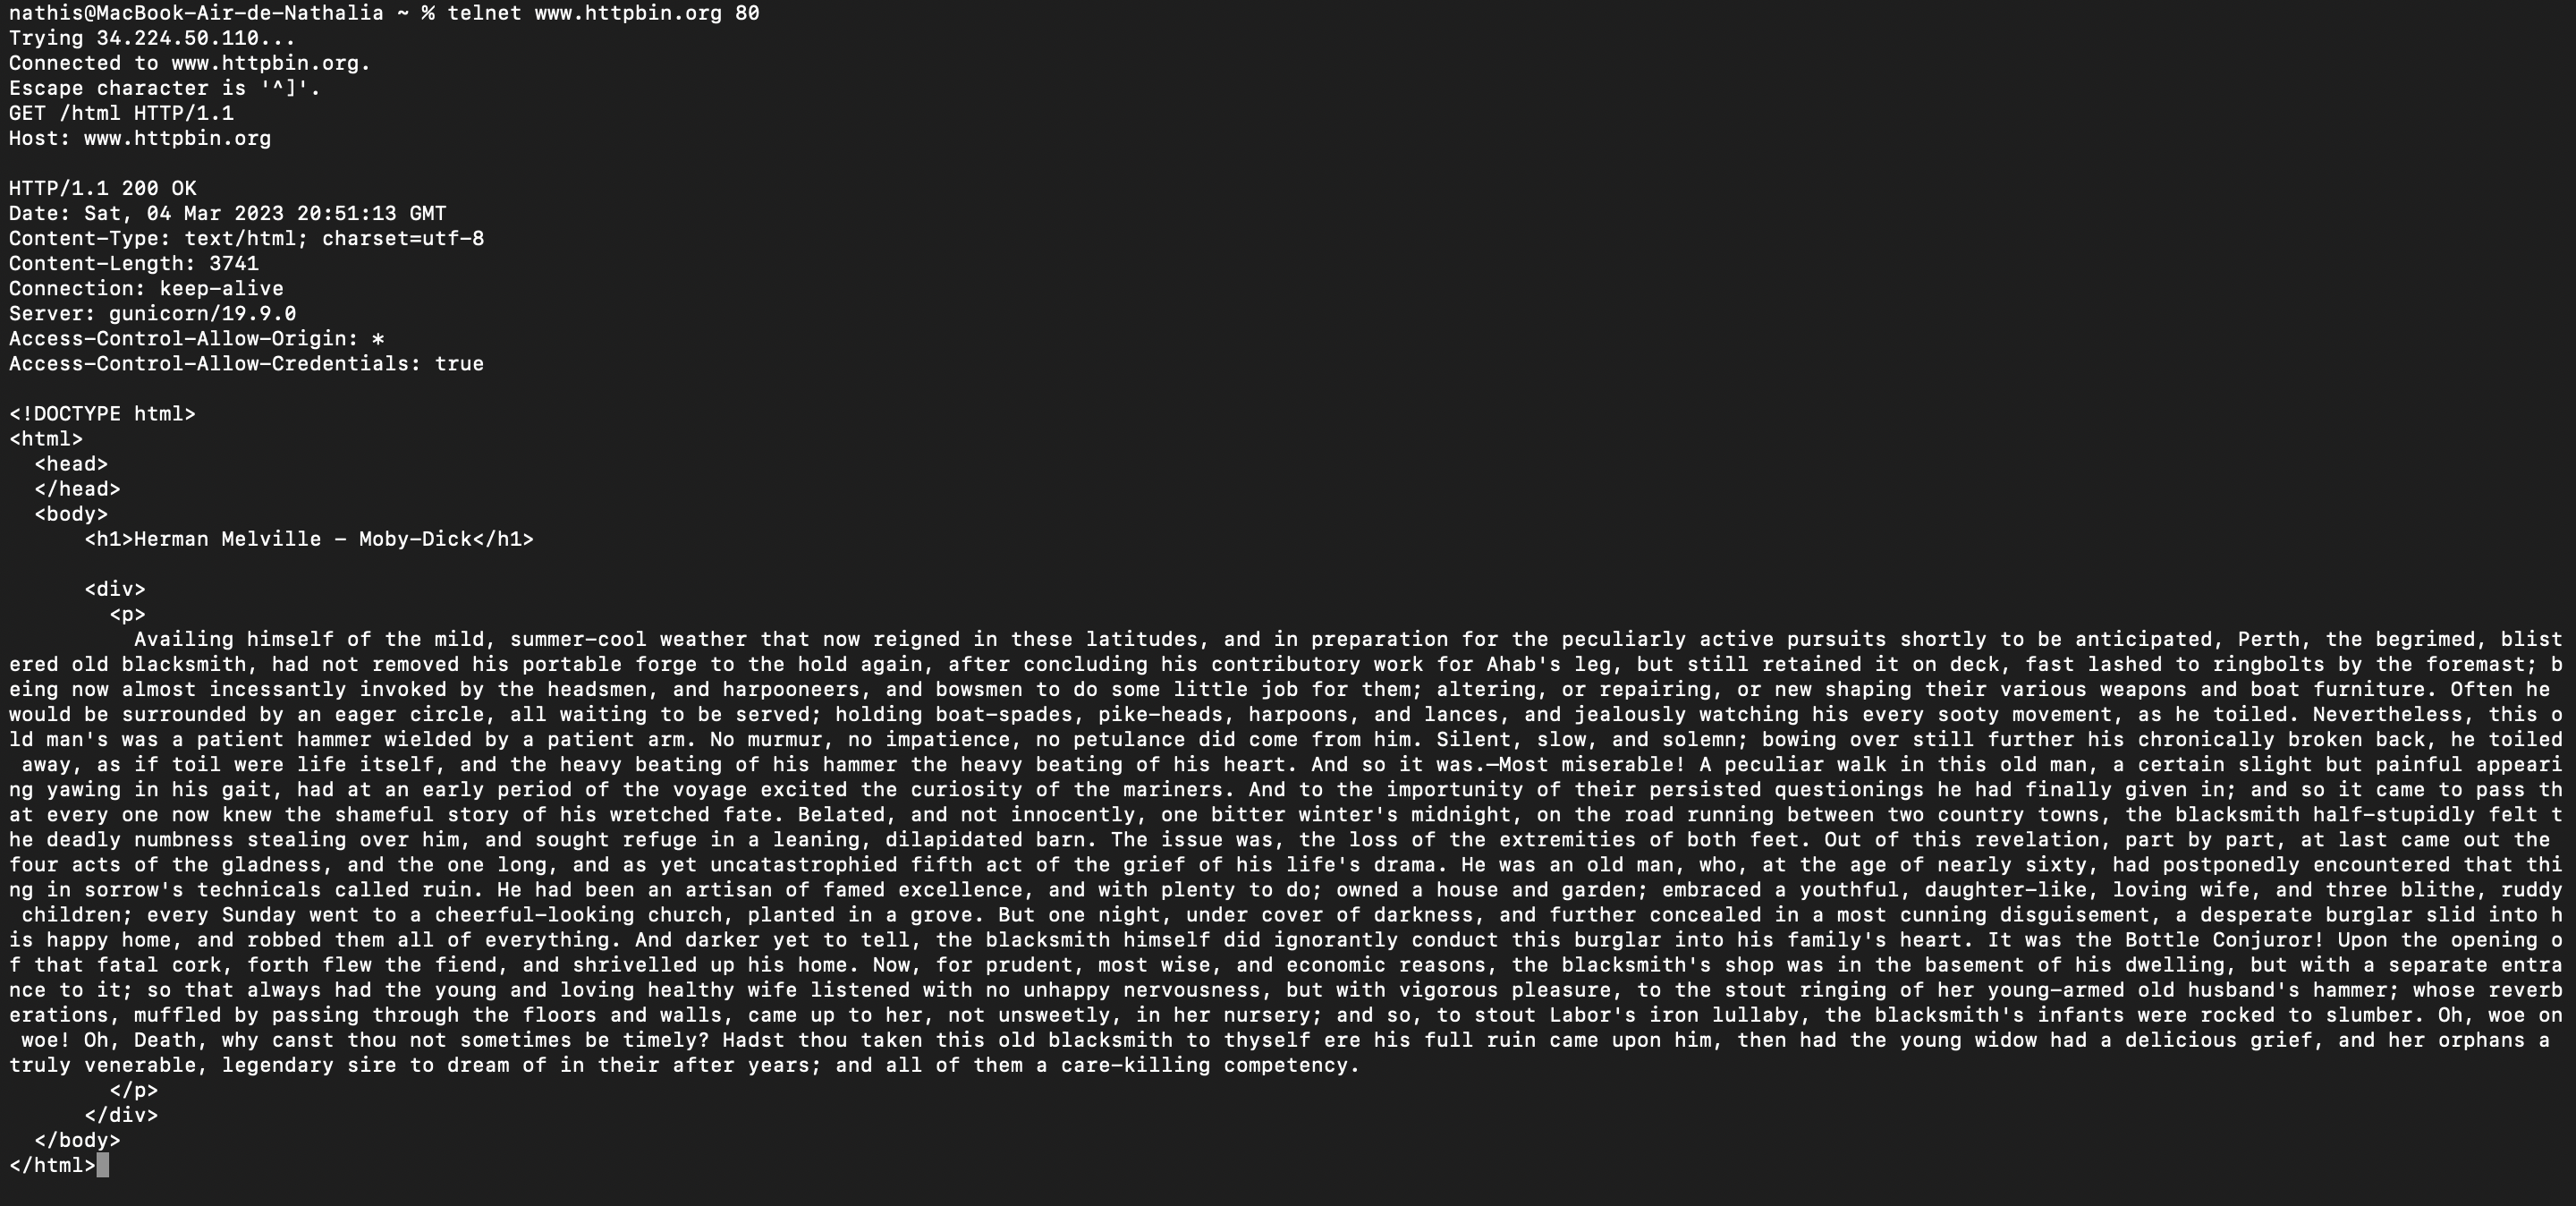 nathis@MacBook-Air-de-Nathalia ~ % telnet www.httpbin.org 80
Trying 34.224.50.110...
Connected to www.httpbin.org.
Escape character is '^]'.
GET /html HTTP/1.1
Host: www.httpbin.org

HTTP/1.1 200 OK
Date: Sat, 04 Mar 2023 20:51:13 GMT
Content-Type: text/html; charset=utf-8
Content-Length: 3741
Connection: keep-alive
Server: gunicorn/19.9.0
Access-Control-Allow-Origin: *
Access-Control-Allow-Credentials: true

<!DOCTYPE html>
<html>
  <head>
  </head>
  <body>
      <h1>Herman Melville - Moby-Dick</h1>

      <div>
        <p>
          Availing himself of the mild, summer-cool weather that now reigned in these latitudes, and in preparation for the peculiarly active pursuits shortly to be anticipated, Perth, the begrimed, blist
ered old blacksmith, had not removed his portable forge to the hold again, after concluding his contributory work for Ahab's leg, but still retained it on deck, fast lashed to ringbolts by the foremast; b
eing now almost incessantly invoked by the headsmen, and harpooneers, and bowsmen to do some little job for them; altering, or repairing, or new shaping their various weapons and boat furniture. Often he
would be surrounded by an eager circle, all waiting to be served; holding boat-spades, pike-heads, harpoons, and lances, and jealously watching his every sooty movement, as he toiled. Nevertheless, this o
ld man's was a patient hammer wielded by a patient arm. No murmur, no impatience, no petulance did come from him. Silent, slow, and solemn; bowing over still further his chronically broken back, he toiled
 away, as if toil were life itself, and the heavy beating of his hammer the heavy beating of his heart. And so it was.—Most miserable! A peculiar walk in this old man, a certain slight but painful appeari
ng yawing in his gait, had at an early period of the voyage excited the curiosity of the mariners. And to the importunity of their persisted questionings he had finally given in; and so it came to pass th
at every one now knew the shameful story of his wretched fate. Belated, and not innocently, one bitter winter's midnight, on the road running between two country towns, the blacksmith half-stupidly felt t
he deadly numbness stealing over him, and sought refuge in a leaning, dilapidated barn. The issue was, the loss of the extremities of both feet. Out of this revelation, part by part, at last came out the
four acts of the gladness, and the one long, and as yet uncatastrophied fifth act of the grief of his life's drama. He was an old man, who, at the age of nearly sixty, had postponedly encountered that thi
ng in sorrow's technicals called ruin. He had been an artisan of famed excellence, and with plenty to do; owned a house and garden; embraced a youthful, daughter-like, loving wife, and three blithe, ruddy
 children; every Sunday went to a cheerful-looking church, planted in a grove. But one night, under cover of darkness, and further concealed in a most cunning disguisement, a desperate burglar slid into h
is happy home, and robbed them all of everything. And darker yet to tell, the blacksmith himself did ignorantly conduct this burglar into his family's heart. It was the Bottle Conjuror! Upon the opening o
f that fatal cork, forth flew the fiend, and shrivelled up his home. Now, for prudent, most wise, and economic reasons, the blacksmith's shop was in the basement of his dwelling, but with a separate entra
nce to it; so that always had the young and loving healthy wife listened with no unhappy nervousness, but with vigorous pleasure, to the stout ringing of her young-armed old husband's hammer; whose reverb
erations, muffled by passing through the floors and walls, came up to her, not unsweetly, in her nursery; and so, to stout Labor's iron lullaby, the blacksmith's infants were rocked to slumber. Oh, woe on
 woe! Oh, Death, why canst thou not sometimes be timely? Hadst thou taken this old blacksmith to thyself ere his full ruin came upon him, then had the young widow had a delicious grief, and her orphans a
truly venerable, legendary sire to dream of in their after years; and all of them a care-killing competency.
        </p>
      </div>
  </body>
</html>